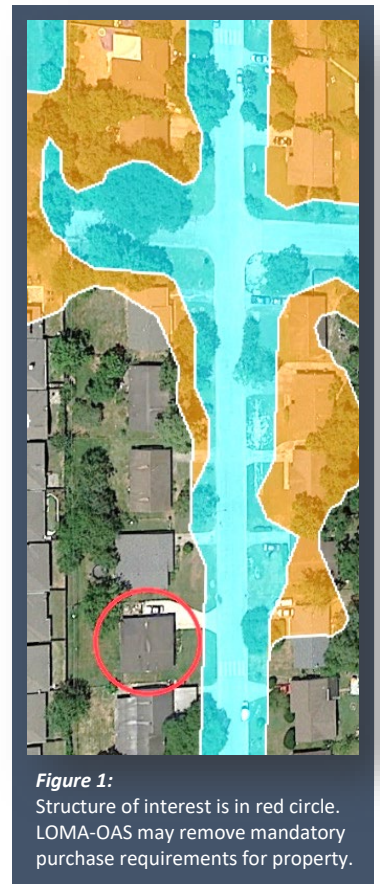 Figure 1:
Structure of interest is in red circle.
LOMA-OAS may remove mandatory
purchase requirements for property.